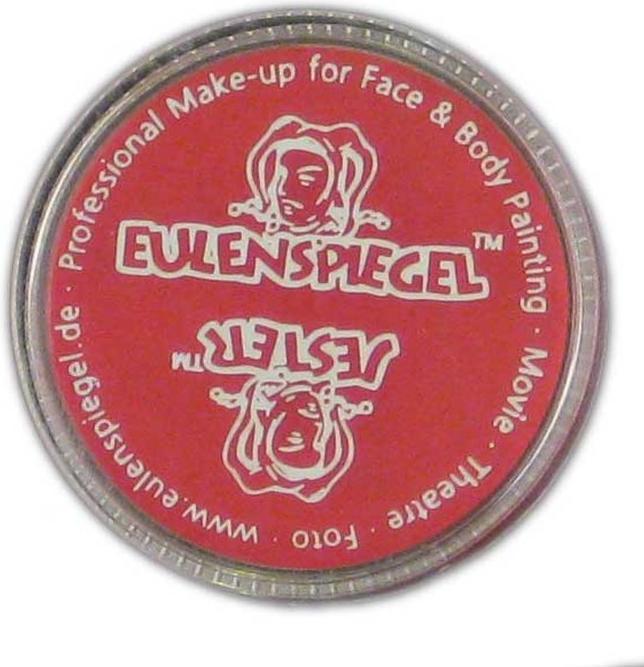 Professional Make-up for Face & Body Painting · Movie · Theatre · Foto · www.eulenspiegel.de ·
EULENSPIEGEL™
JESTER™